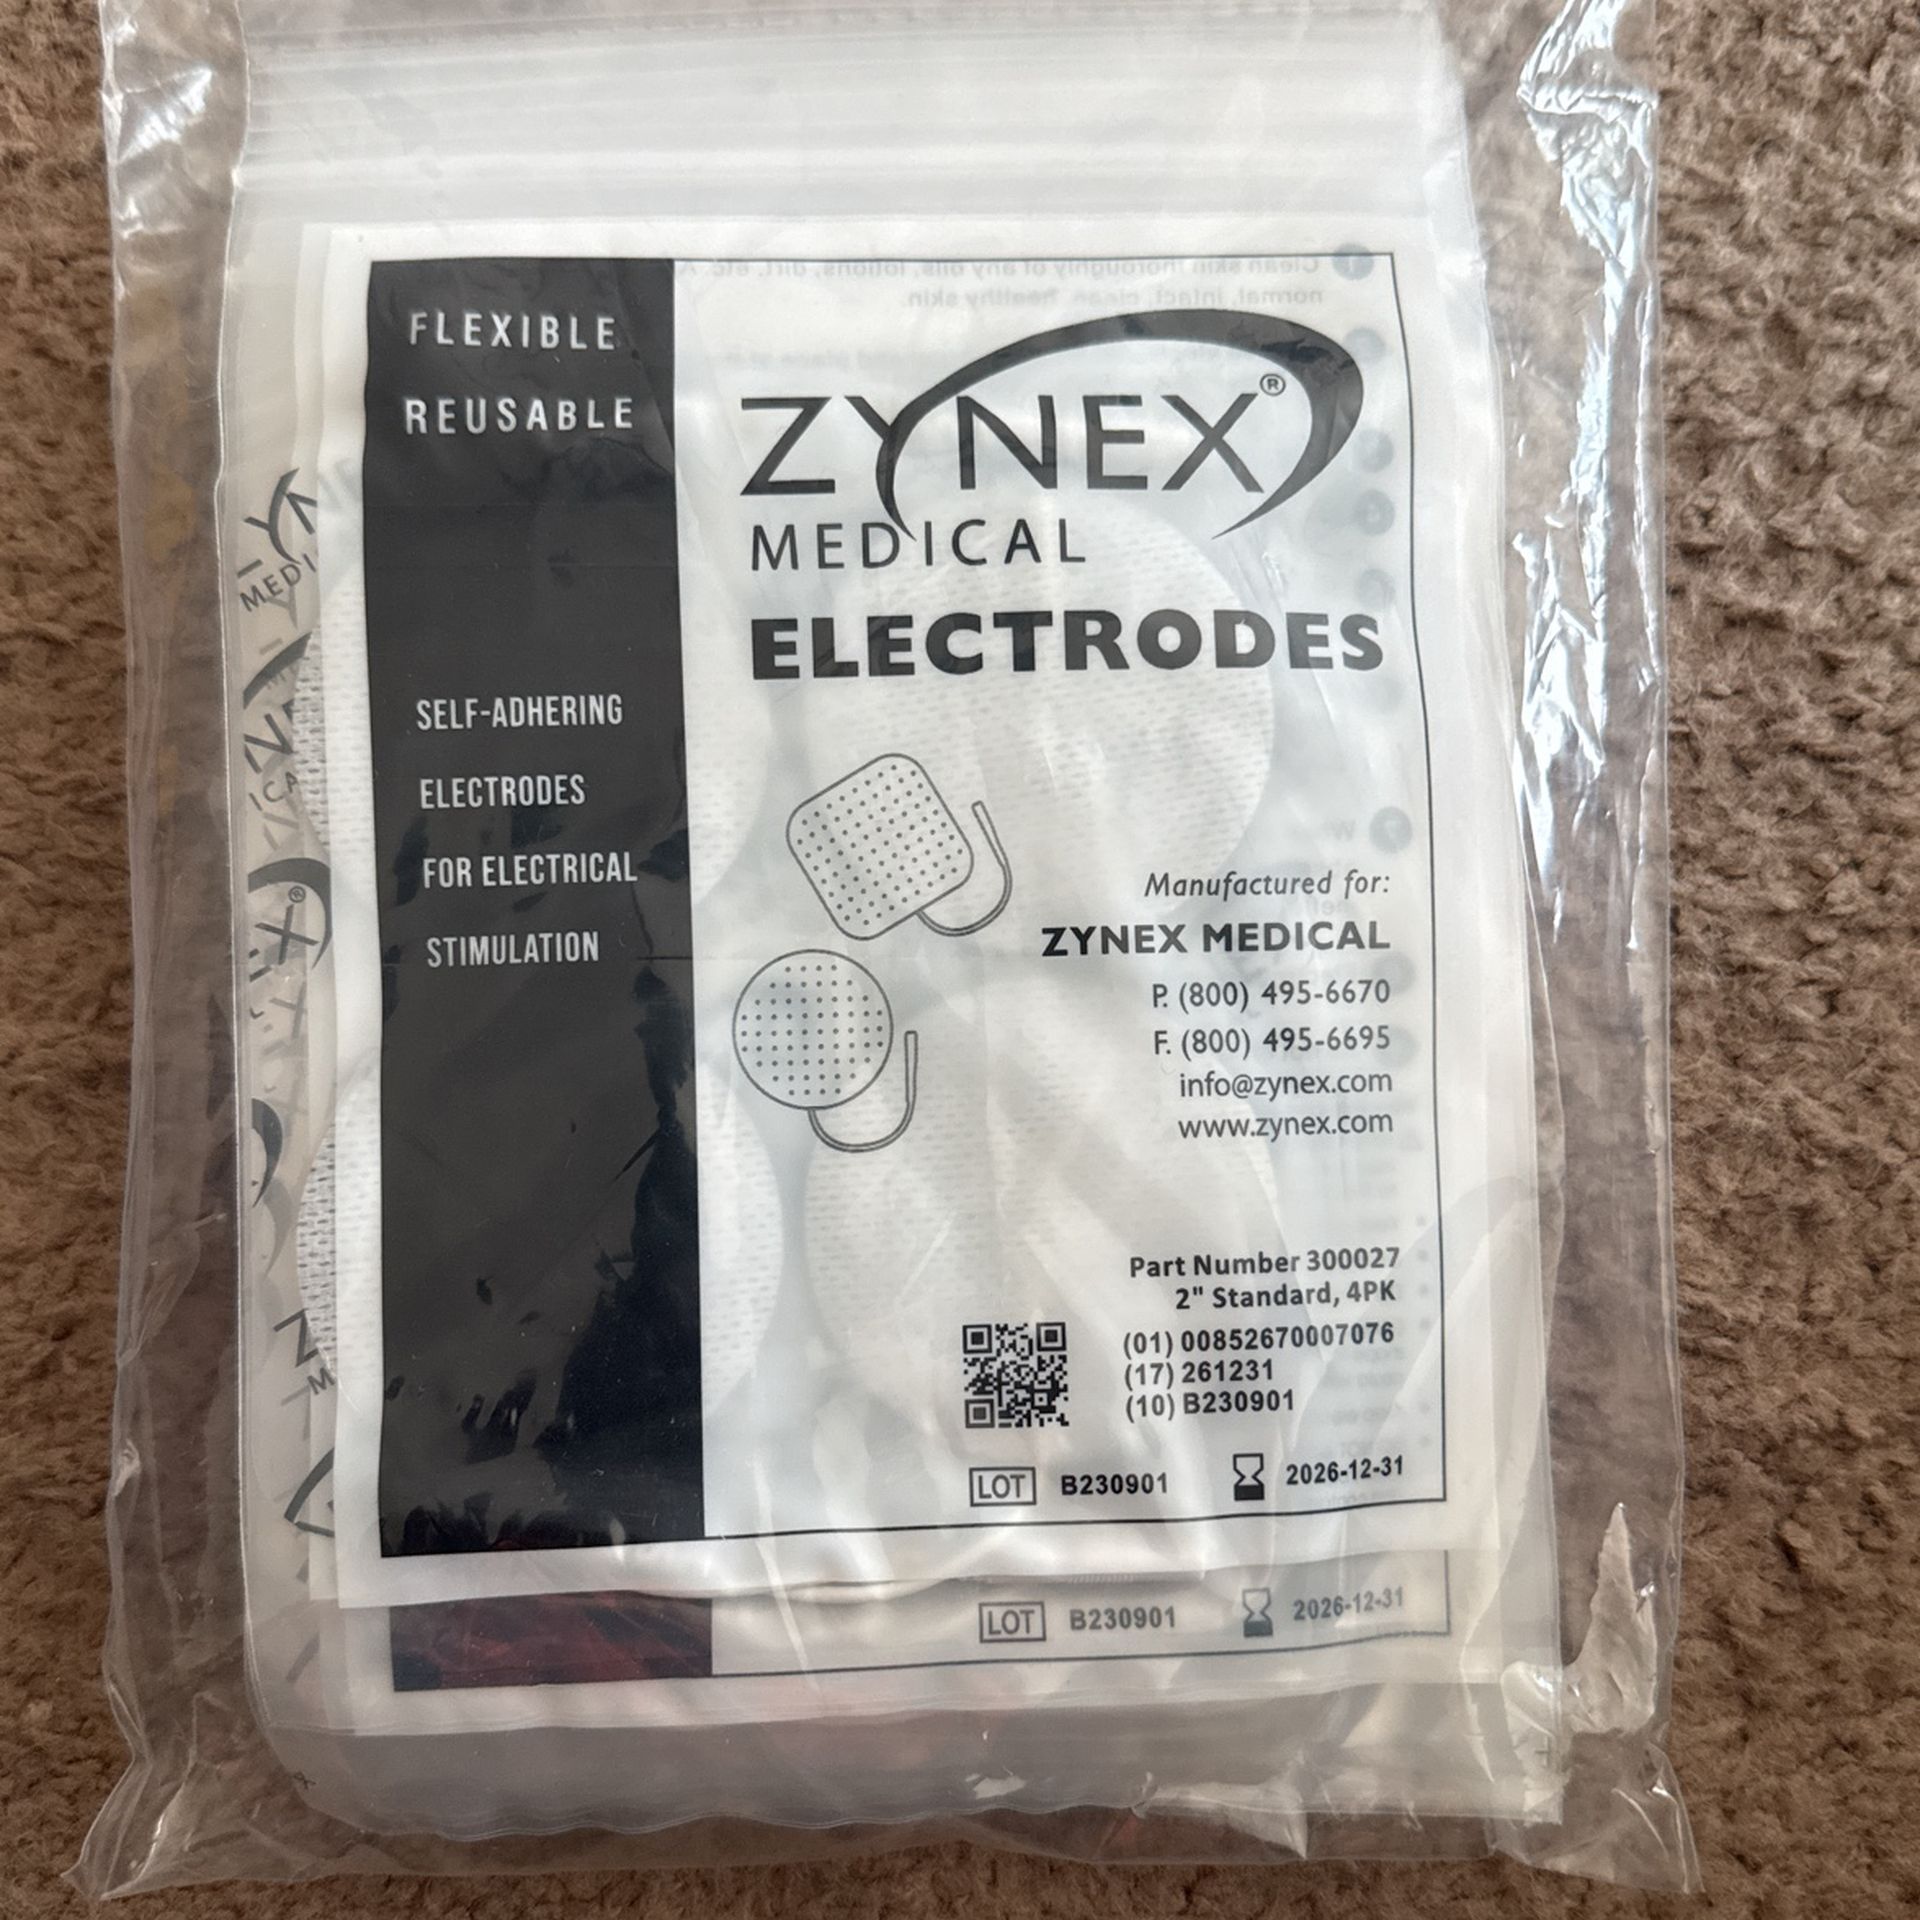 FLEXIBLE
REUSABLE
SELF-ADHERING
ELECTRODES
FOR ELECTRICAL
STIMULATION
ZYNEX®
MEDICAL
ELECTRODES
Manufactured for:
ZYNEX MEDICAL
P. (800) 495-6670
F. (800) 495-6695
info@zynex.com
www.zynex.com
Part Number 300027
2" Standard, 4PK
(01) 00852670007076
(17) 261231
(10) B230901
LOT B230901 2026-12-31
LOT B230901 2026-12-31